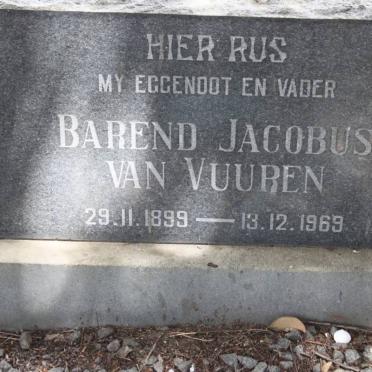 HIER RUS
MY EGGENOOT EN VADER
BAREND JACOBUS
VAN VUUREN
29.11.1899 — 13.12.1969